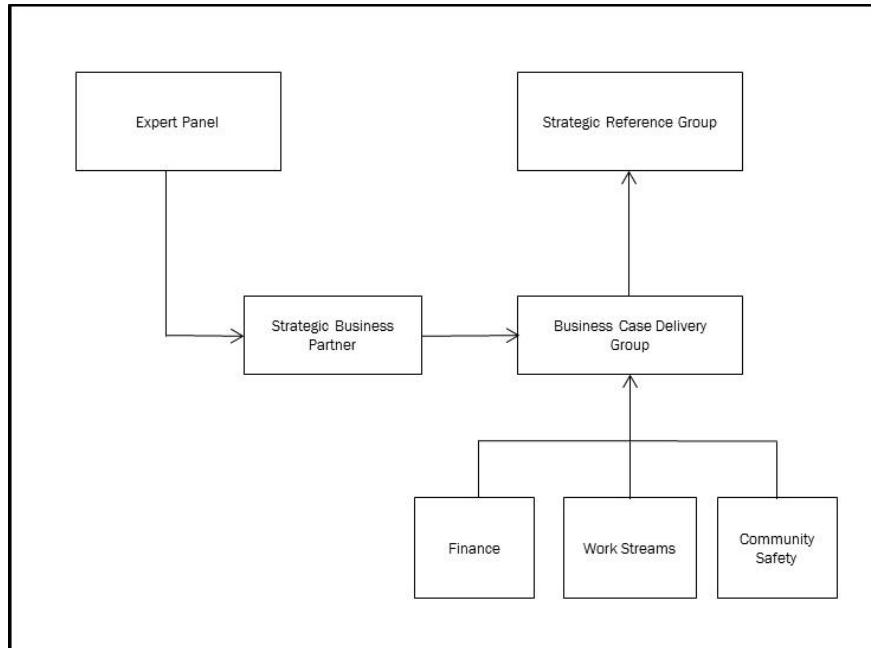 Expert Panel
Strategic Reference Group
Strategic Business
Partner
Business Case Delivery
Group
Finance
Work Streams
Community
Safety